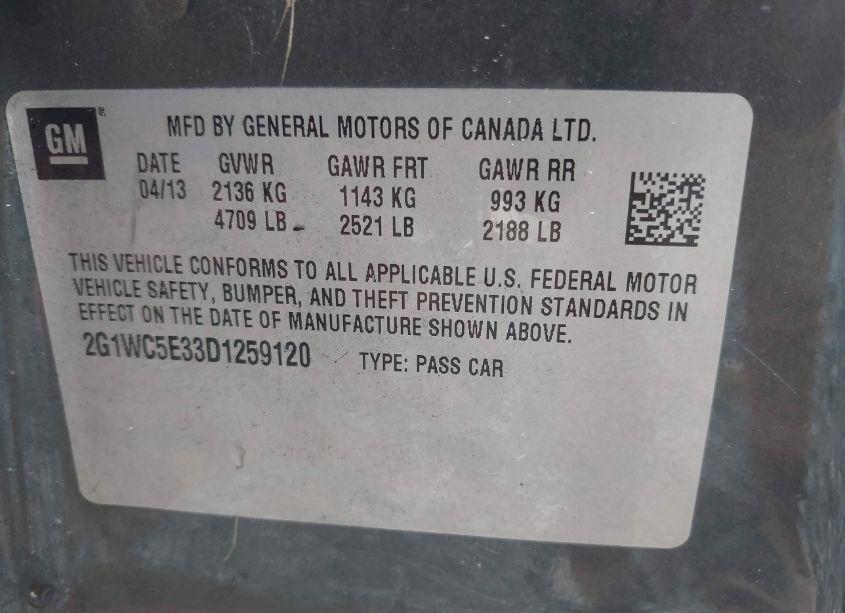 GM ®
MFD BY GENERAL MOTORS OF CANADA LTD.
DATE GVWR GAWR FRT GAWR RR
04/13 2136 KG 1143 KG 993 KG
4709 LB 2521 LB 2188 LB
THIS VEHICLE CONFORMS TO ALL APPLICABLE U.S. FEDERAL MOTOR
VEHICLE SAFETY, BUMPER, AND THEFT PREVENTION STANDARDS IN
EFFECT ON THE DATE OF MANUFACTURE SHOWN ABOVE.
2G1WC5E33D1259120 TYPE: PASS CAR